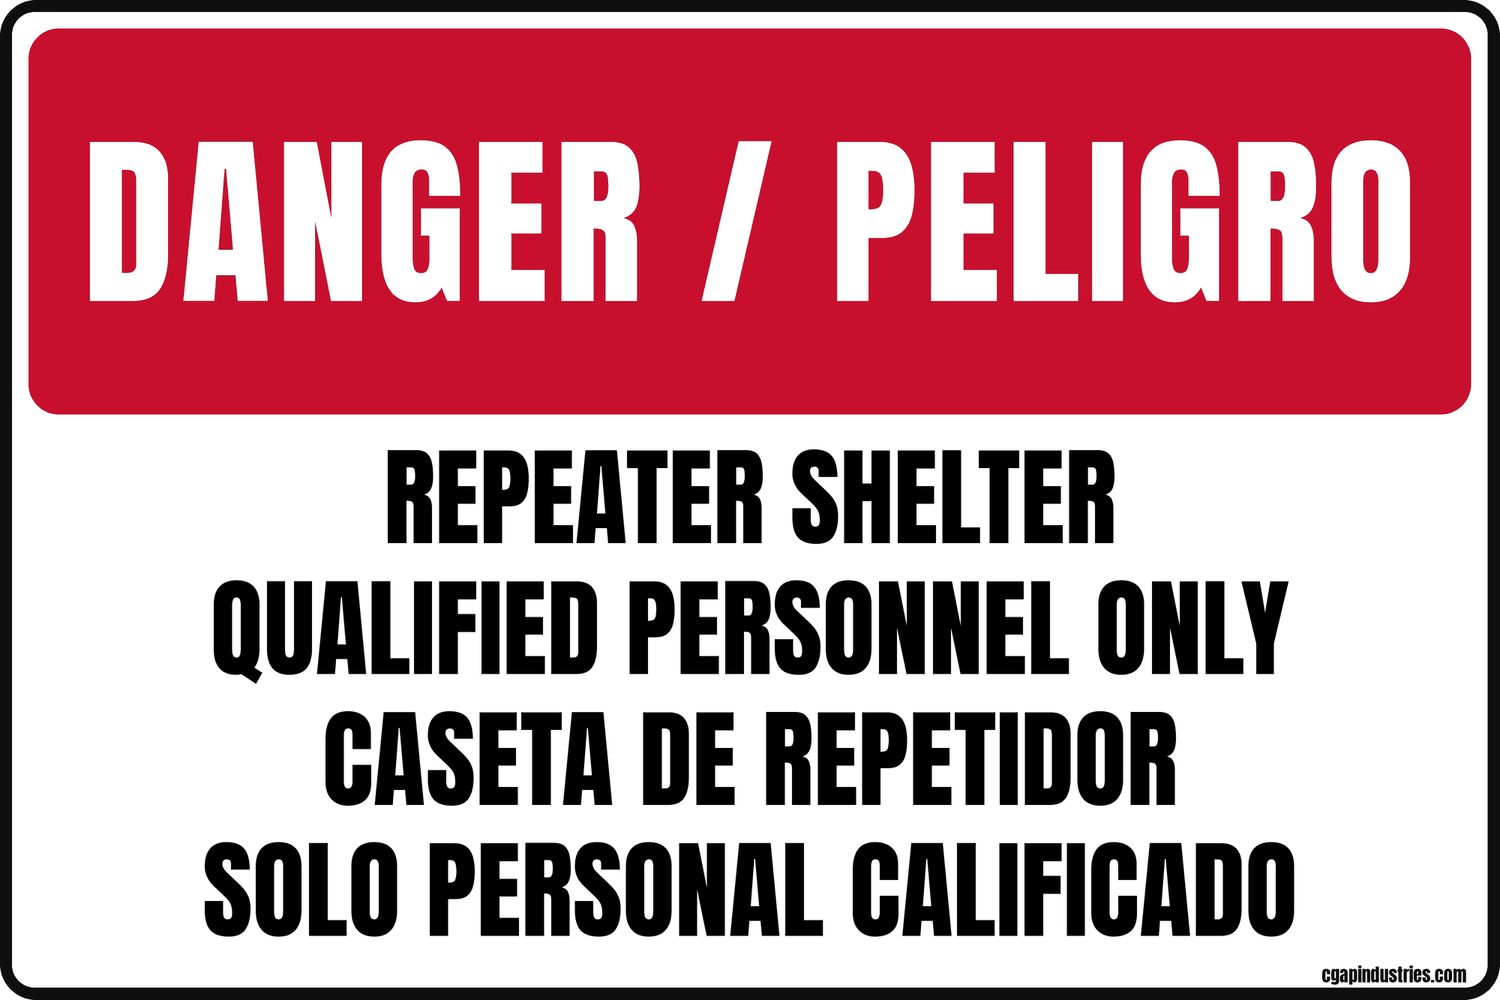 DANGER / PELIGRO
REPEATER SHELTER
QUALIFIED PERSONNEL ONLY
CASETA DE REPETIDOR
SOLO PERSONAL CALIFICADO
cgapindustries.com